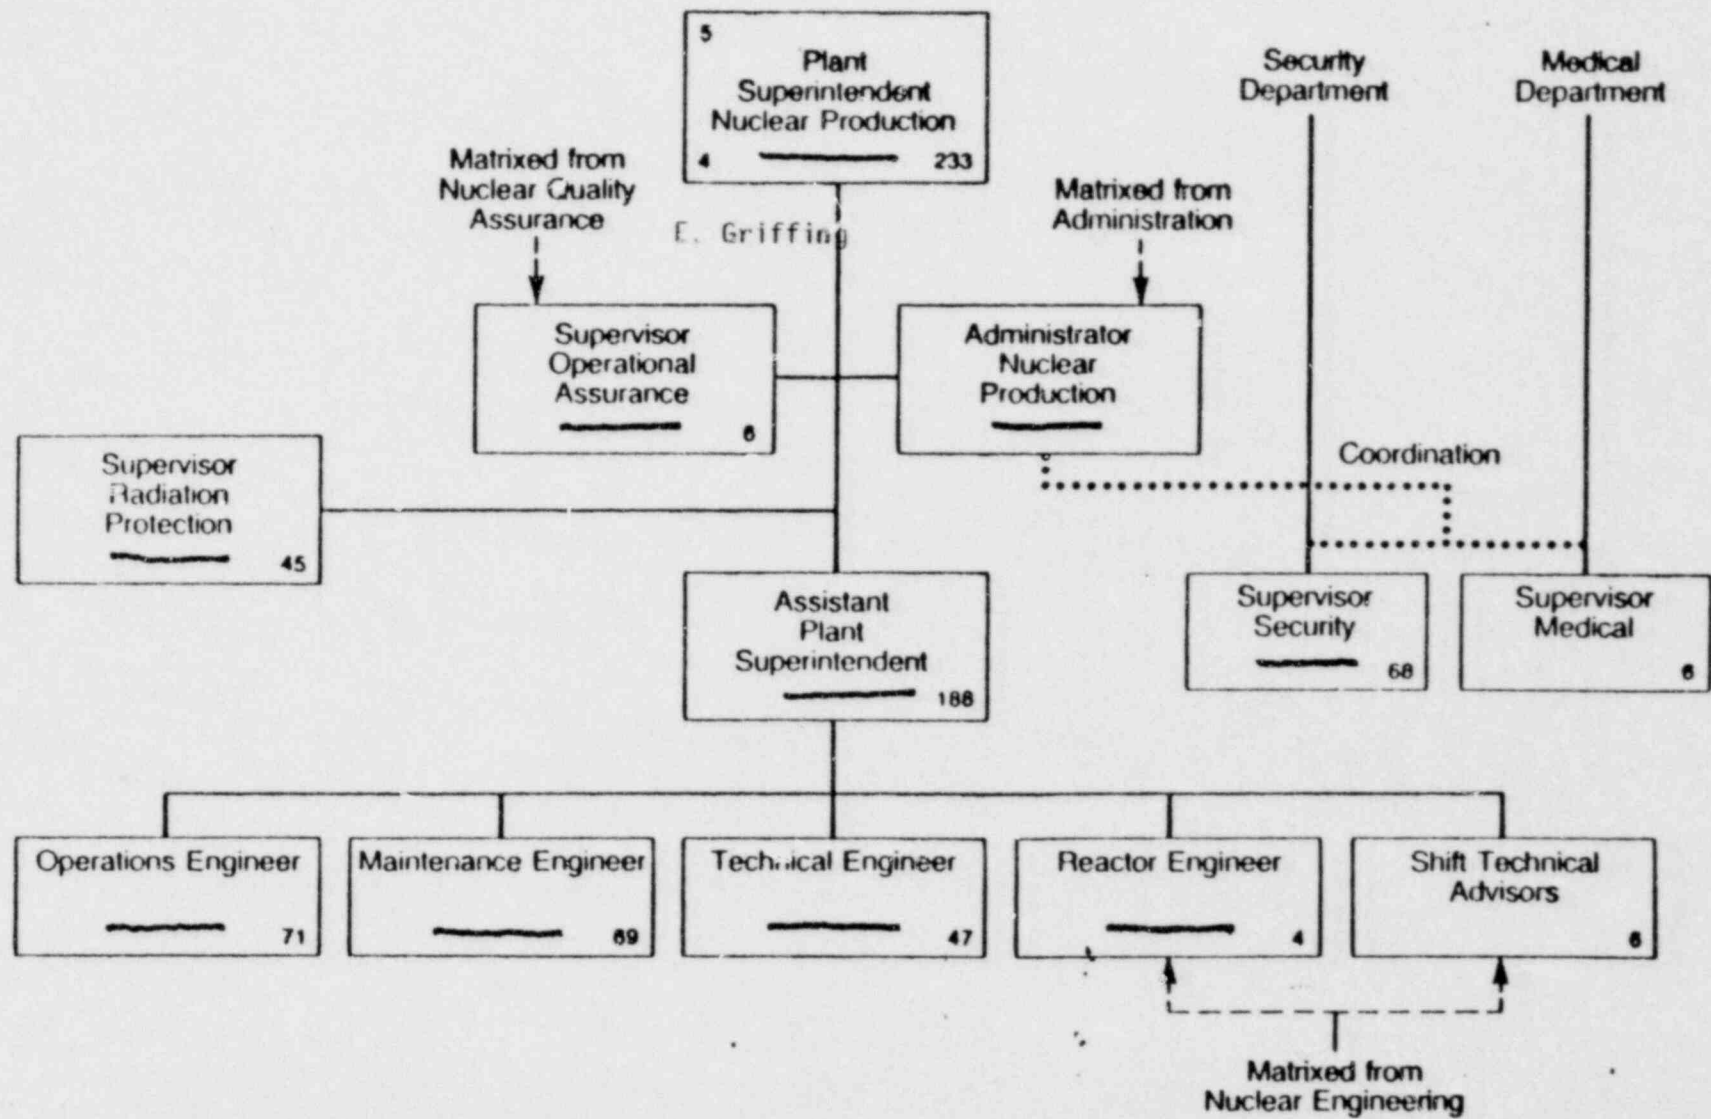 5
Plant
Superintendent
Nuclear Production
4
233
Security
Department
Medical
Department
Matrixed from
Nuclear Quality
Assurance
E. Griffing
Matrixed from
Administration
Supervisor
Operational
Assurance
6
Administrator
Nuclear
Production
Coordination
Supervisor
Radiation
Protection
45
Assistant
Plant
Superintendent
188
Supervisor
Security
68
Supervisor
Medical
6
Operations Engineer
71
Maintenance Engineer
69
Technical Engineer
47
Reactor Engineer
4
Shift Technical
Advisors
6
Matrixed from
Nuclear Engineering